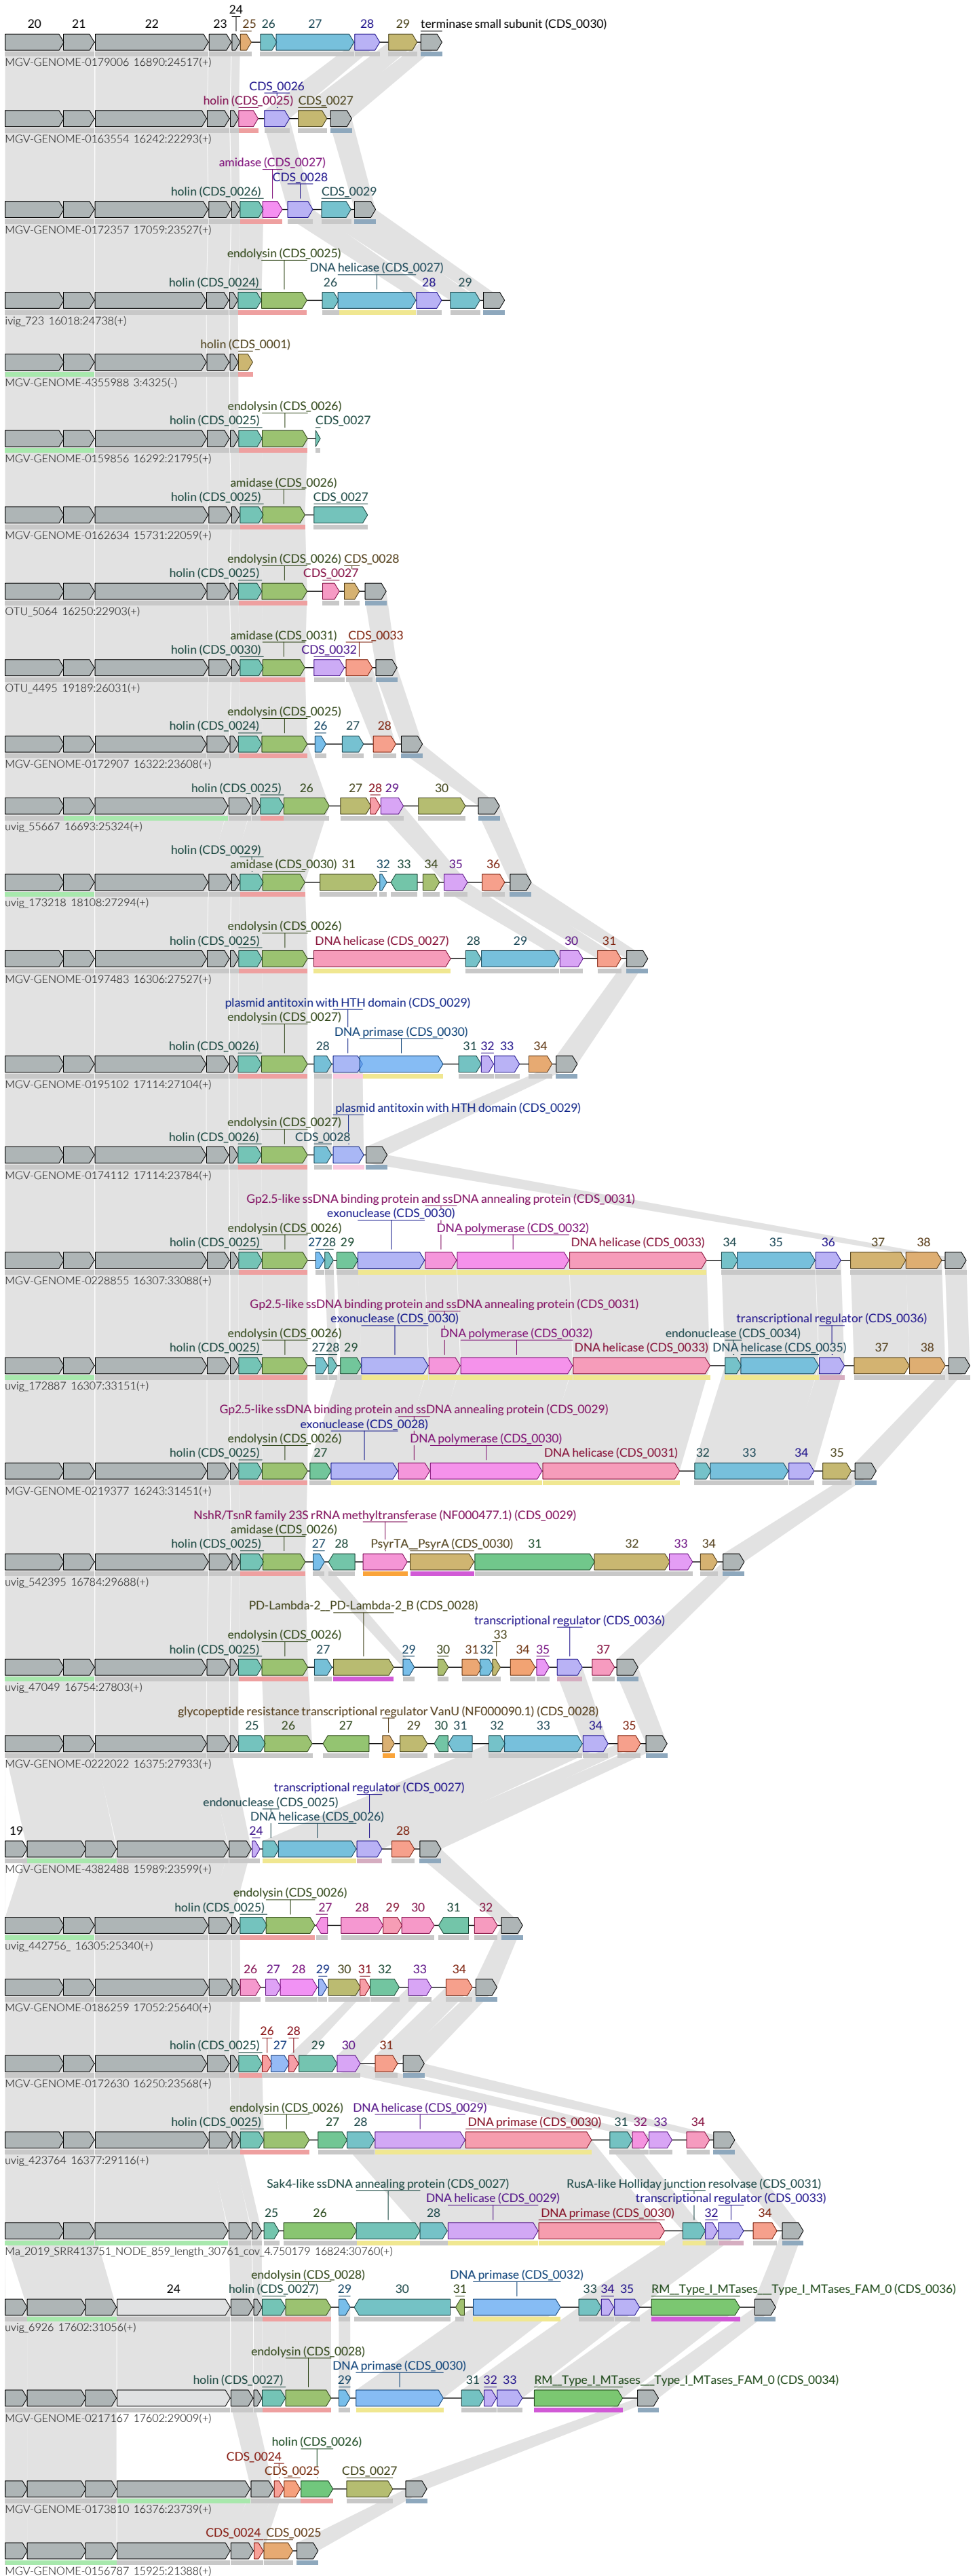 24
20 21 22 23 25 26 27 28 29 terminase small subunit (CDS_0030)
MGV-GENOME-0179006 16890:24517(+)
CDS_0026
holin (CDS_0025) CDS_0027
MGV-GENOME-0163554 16242:22293(+)
amidase (CDS_0027)
CDS_0028
holin (CDS_0026) CDS_0029
MGV-GENOME-0172357 17059:23527(+)
endolysin (CDS_0025)
DNA helicase (CDS_0027)
holin (CDS_0024) 26 28 29
ivig_723 16018:24738(+)
holin (CDS_0001)
MGV-GENOME-4355988 3:4325(-)
endolysin (CDS_0026)
holin (CDS_0025) CDS_0027
MGV-GENOME-0159856 16292:21795(+)
amidase (CDS_0026)
holin (CDS_0025) CDS_0027
MGV-GENOME-0162634 15731:22059(+)
endolysin (CDS_0026) CDS_0028
holin (CDS_0025) CDS_0027
OTU_5064 16250:22903(+)
amidase (CDS_0031) CDS_0033
holin (CDS_0030) CDS_0032
OTU_4495 19189:26031(+)
endolysin (CDS_0025)
holin (CDS_0024) 26 27 28
MGV-GENOME-0172907 16322:23608(+)
holin (CDS_0025) 26 27 28 29 30
uvig_55667 16693:25324(+)
holin (CDS_0029)
amidase (CDS_0030) 31 32 33 34 35 36
uvig_173218 18108:27294(+)
endolysin (CDS_0026)
holin (CDS_0025) DNA helicase (CDS_0027) 28 29 30 31
MGV-GENOME-0197483 16306:27527(+)
plasmid antitoxin with HTH domain (CDS_0029)
endolysin (CDS_0027)
DNA primase (CDS_0030)
holin (CDS_0026) 28 31 32 33 34
MGV-GENOME-0195102 17114:27104(+)
plasmid antitoxin with HTH domain (CDS_0029)
endolysin (CDS_0027)
holin (CDS_0026) CDS_0028
MGV-GENOME-0174112 17114:23784(+)
Gp2.5-like ssDNA binding protein and ssDNA annealing protein (CDS_0031)
exonuclease (CDS_0030)
endolysin (CDS_0026) DNA polymerase (CDS_0032)
holin (CDS_0025) 27 28 29 DNA helicase (CDS_0033) 34 35 36 37 38
MGV-GENOME-0228855 16307:33088(+)
Gp2.5-like ssDNA binding protein and ssDNA annealing protein (CDS_0031)
exonuclease (CDS_0030) transcriptional regulator (CDS_0036)
endolysin (CDS_0026) DNA polymerase (CDS_0032) endonuclease (CDS_0034)
holin (CDS_0025) 27 28 29 DNA helicase (CDS_0033) DNA helicase (CDS_0035) 37 38
uvig_172887 16307:33151(+)
Gp2.5-like ssDNA binding protein and ssDNA annealing protein (CDS_0029)
exonuclease (CDS_0028)
endolysin (CDS_0026) DNA polymerase (CDS_0030)
holin (CDS_0025) 27 DNA helicase (CDS_0031) 32 33 34 35
MGV-GENOME-0219377 16243:31451(+)
NshR/TsnR family 23S rRNA methyltransferase (NF000477.1) (CDS_0029)
amidase (CDS_0026)
holin (CDS_0025) 27 28 PsyrTA__PsyrA (CDS_0030) 31 32 33 34
uvig_542395 16784:29688(+)
PD-Lambda-2__PD-Lambda-2_B (CDS_0028)
transcriptional regulator (CDS_0036)
endolysin (CDS_0026) 33
holin (CDS_0025) 27 29 30 31 32 34 35 37
uvig_47049 16754:27803(+)
glycopeptide resistance transcriptional regulator VanU (NF000090.1) (CDS_0028)
25 26 27 29 30 31 32 33 34 35
MGV-GENOME-0222022 16375:27933(+)
transcriptional regulator (CDS_0027)
endonuclease (CDS_0025)
DNA helicase (CDS_0026)
19 24 28
MGV-GENOME-4382488 15989:23599(+)
endolysin (CDS_0026)
holin (CDS_0025) 27 28 29 30 31 32
uvig_442756_ 16305:25340(+)
26 27 28 29 30 31 32 33 34
MGV-GENOME-0186259 17052:25640(+)
26 28
holin (CDS_0025) 27 29 30 31
MGV-GENOME-0172630 16250:23568(+)
endolysin (CDS_0026) DNA helicase (CDS_0029)
holin (CDS_0025) 27 28 DNA primase (CDS_0030) 31 32 33 34
uvig_423764 16377:29116(+)
Sak4-like ssDNA annealing protein (CDS_0027) RusA-like Holliday junction resolvase (CDS_0031)
DNA helicase (CDS_0029) transcriptional regulator (CDS_0033)
25 26 28 DNA primase (CDS_0030) 32 34
Ma_2019_SRR413751_NODE_859_length_30761_cov_4.750179 16824:30760(+)
endolysin (CDS_0028) DNA primase (CDS_0032)
24 holin (CDS_0027) 29 30 31 33 34 35 RM__Type_I_MTases___Type_I_MTases_FAM_0 (CDS_0036)
uvig_6926 17602:31056(+)
endolysin (CDS_0028)
DNA primase (CDS_0030)
holin (CDS_0027) 29 31 32 33 RM__Type_I_MTases___Type_I_MTases_FAM_0 (CDS_0034)
MGV-GENOME-0217167 17602:29009(+)
holin (CDS_0026)
CDS_0024
CDS_0025 CDS_0027
MGV-GENOME-0173810 16376:23739(+)
CDS_0024 CDS_0025
MGV-GENOME-0156787 15925:21388(+)